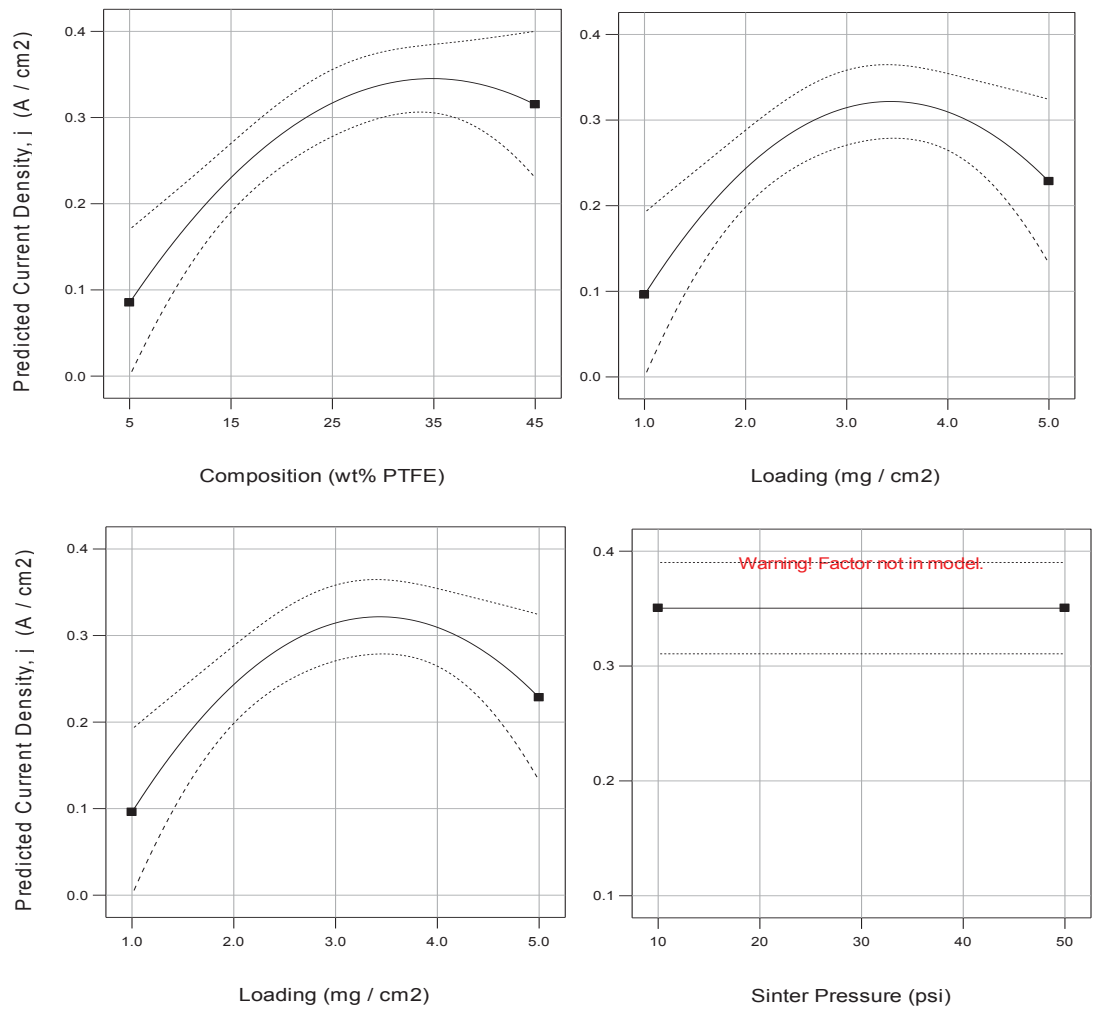 Predicted Current Density, j (A / cm2)
0.4
0.3
0.2
0.1
0.0
5 15 25 35 45
Composition (wt% PTFE)
0.4
0.3
0.2
0.1
0.0
1.0 2.0 3.0 4.0 5.0
Loading (mg / cm2)
Predicted Current Density, j (A / cm2)
0.4
0.3
0.2
0.1
0.0
1.0 2.0 3.0 4.0 5.0
Loading (mg / cm2)
0.4
0.3
0.2
0.1
Warning! Factor not in model.
10 20 30 40 50
Sinter Pressure (psi)